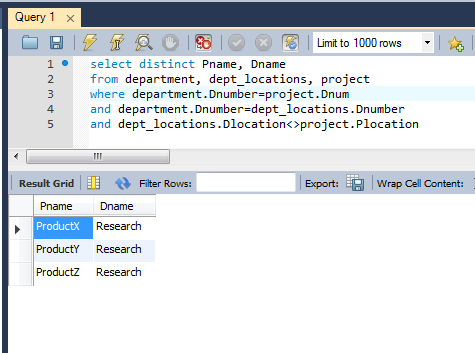 Query 1 ×
Limit to 1000 rows
1 select distinct Pname, Dname
2 from department, dept_locations, project
3 where department.Dnumber=project.Dnum
4 and department.Dnumber=dept_locations.Dnumber
5 and dept_locations.Dlocation<>project.Plocation
Result Grid Filter Rows: Export: Wrap Cell Content:
Pname Dname
ProductX Research
ProductY Research
ProductZ Research